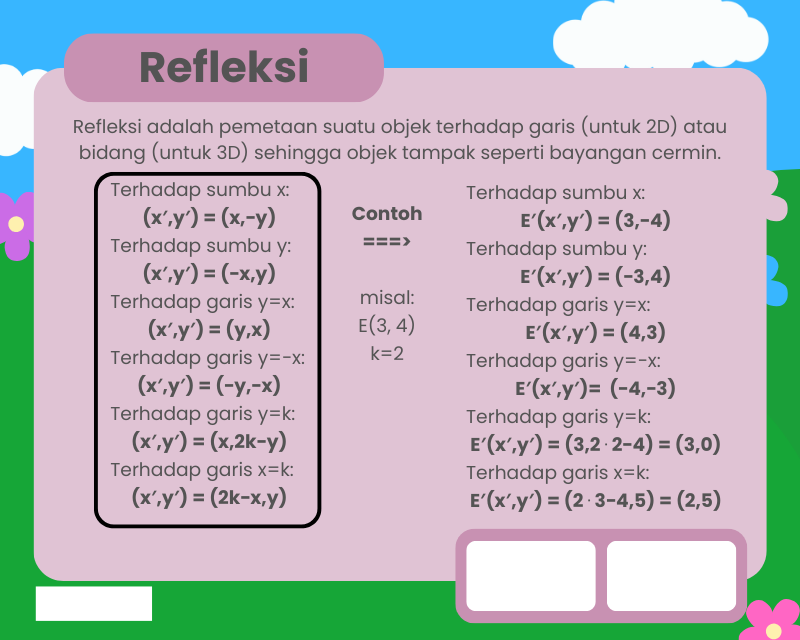 Refleksi
Refleksi adalah pemetaan suatu objek terhadap garis (untuk 2D) atau
bidang (untuk 3D) sehingga objek tampak seperti bayangan cermin.
Terhadap sumbu x:
(x′,y′) = (x,−y)
Terhadap sumbu y:
(x′,y′) = (−x,y)
Terhadap garis y=x:
(x′,y′) = (y,x)
Terhadap garis y=−x:
(x′,y′) = (−y,−x)
Terhadap garis y=k:
(x′,y′) = (x,2k−y)
Terhadap garis x=k:
(x′,y′) = (2k−x,y)
Contoh
===>
misal:
E(3, 4)
k=2
Terhadap sumbu x:
E′(x′,y′) = (3,−4)
Terhadap sumbu y:
E′(x′,y′) = (−3,4)
Terhadap garis y=x:
E′(x′,y′) = (4,3)
Terhadap garis y=−x:
E′(x′,y′)= (−4,−3)
Terhadap garis y=k:
E′(x′,y′) = (3,2·2−4) = (3,0)
Terhadap garis x=k:
E′(x′,y′) = (2·3−4,5) = (2,5)